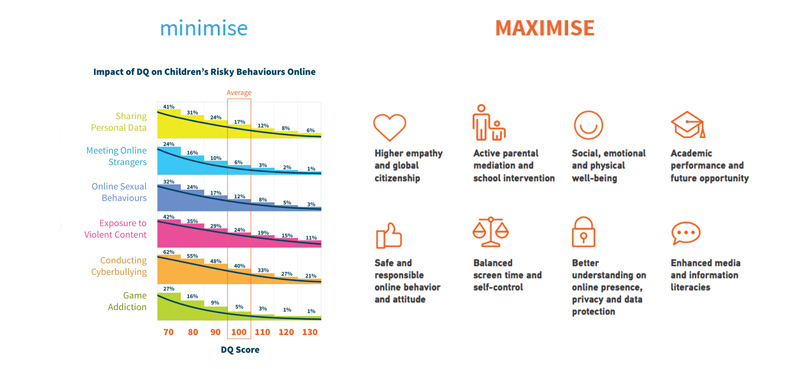 minimise
MAXIMISE
Impact of DQ on Children's Risky Behaviours Online
Average
Sharing
Personal Data
41% 31% 24% 17% 12% 8% 6%
Meeting Online
Strangers
24% 16% 10% 6% 3% 2% 1%
Online Sexual
Behaviours
32% 24% 17% 12% 8% 5% 3%
Exposure to
Violent Content
42% 35% 29% 24% 19% 15% 11%
Conducting
Cyberbullying
62% 55% 48% 40% 33% 27% 21%
Game
Addiction
27% 16% 9% 5% 3% 1% 1%
70 80 90 100 110 120 130
DQ Score
Higher empathy
and global
citizenship
Active parental
mediation and
school intervention
Social, emotional
and physical
well-being
Academic
performance and
future opportunity
Safe and
responsible
online behavior
and attitude
Balanced
screen time and
self-control
Better
understanding on
online presence,
privacy and data
protection
Enhanced media
and information
literacies